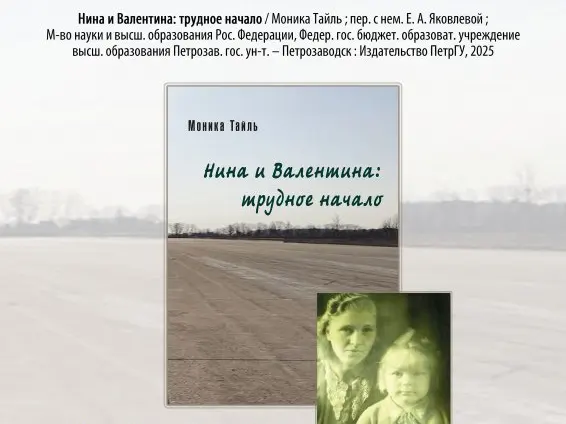 Нина и Валентина: трудное начало / Моника Тайль ; пер. с нем. Е. А. Яковлевой ;
М-во науки и высш. образования Рос. Федерации, Федер. гос. бюджет. образоват. учреждение
высш. образования Петрозав. гос. ун-т. – Петрозаводск : Издательство ПетрГУ, 2025
Моника Тайль
Нина и Валентина:
трудное начало